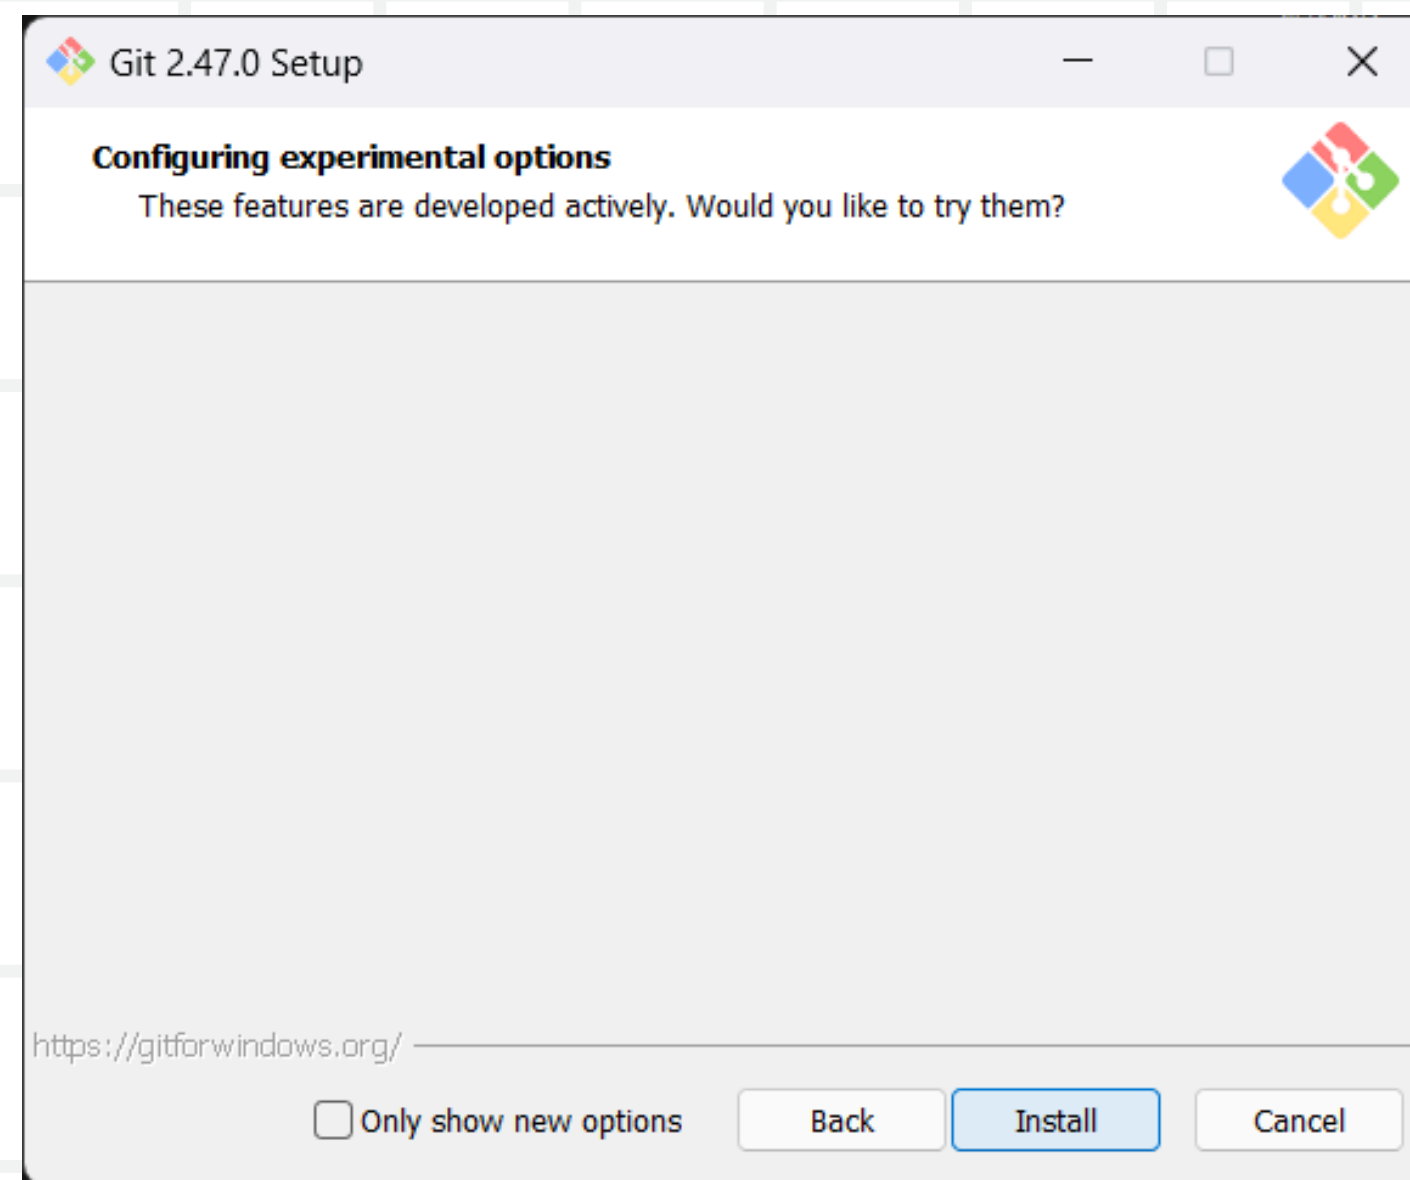 Git 2.47.0 Setup
Configuring experimental options
These features are developed actively. Would you like to try them?
https://gitforwindows.org/
Only show new options
Back
Install
Cancel